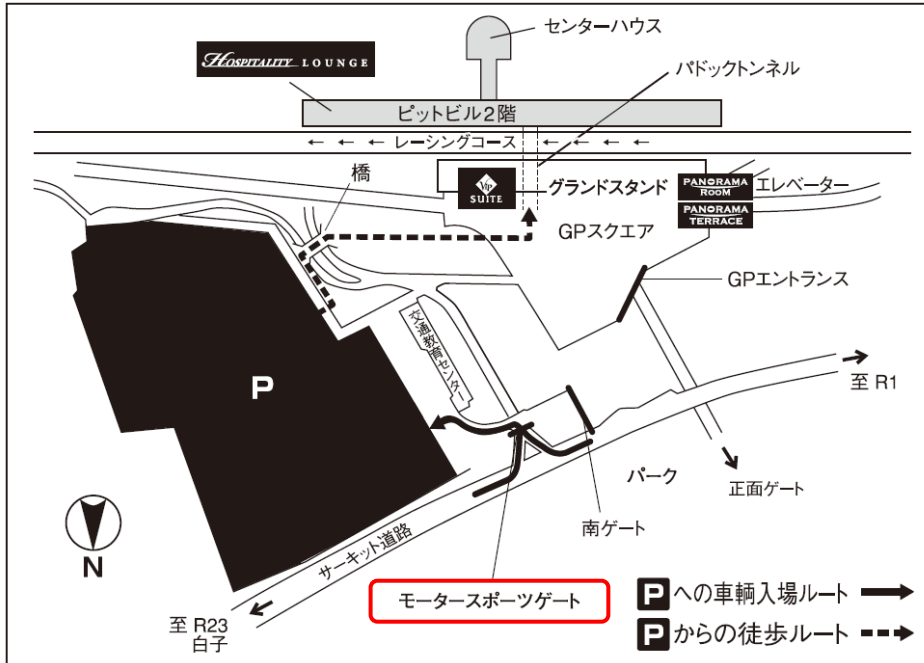 センターハウス
HOSPITALITY LOUNGE
パドックトンネル
ピットビル2階
← ← ← レーシングコース ← ← ← ← ←
橋
VIP
SUITE
グランドスタンド
PANORAMA
ROOM
エレベーター
PANORAMA
TERRACE
GPスクエア
GPエントランス
交通教育センター
P
至 R1
パーク
正面ゲート
南ゲート
N
サーキット道路
モータースポーツゲート
至 R23
白子
Pへの車輌入場ルート
Pからの徒歩ルート